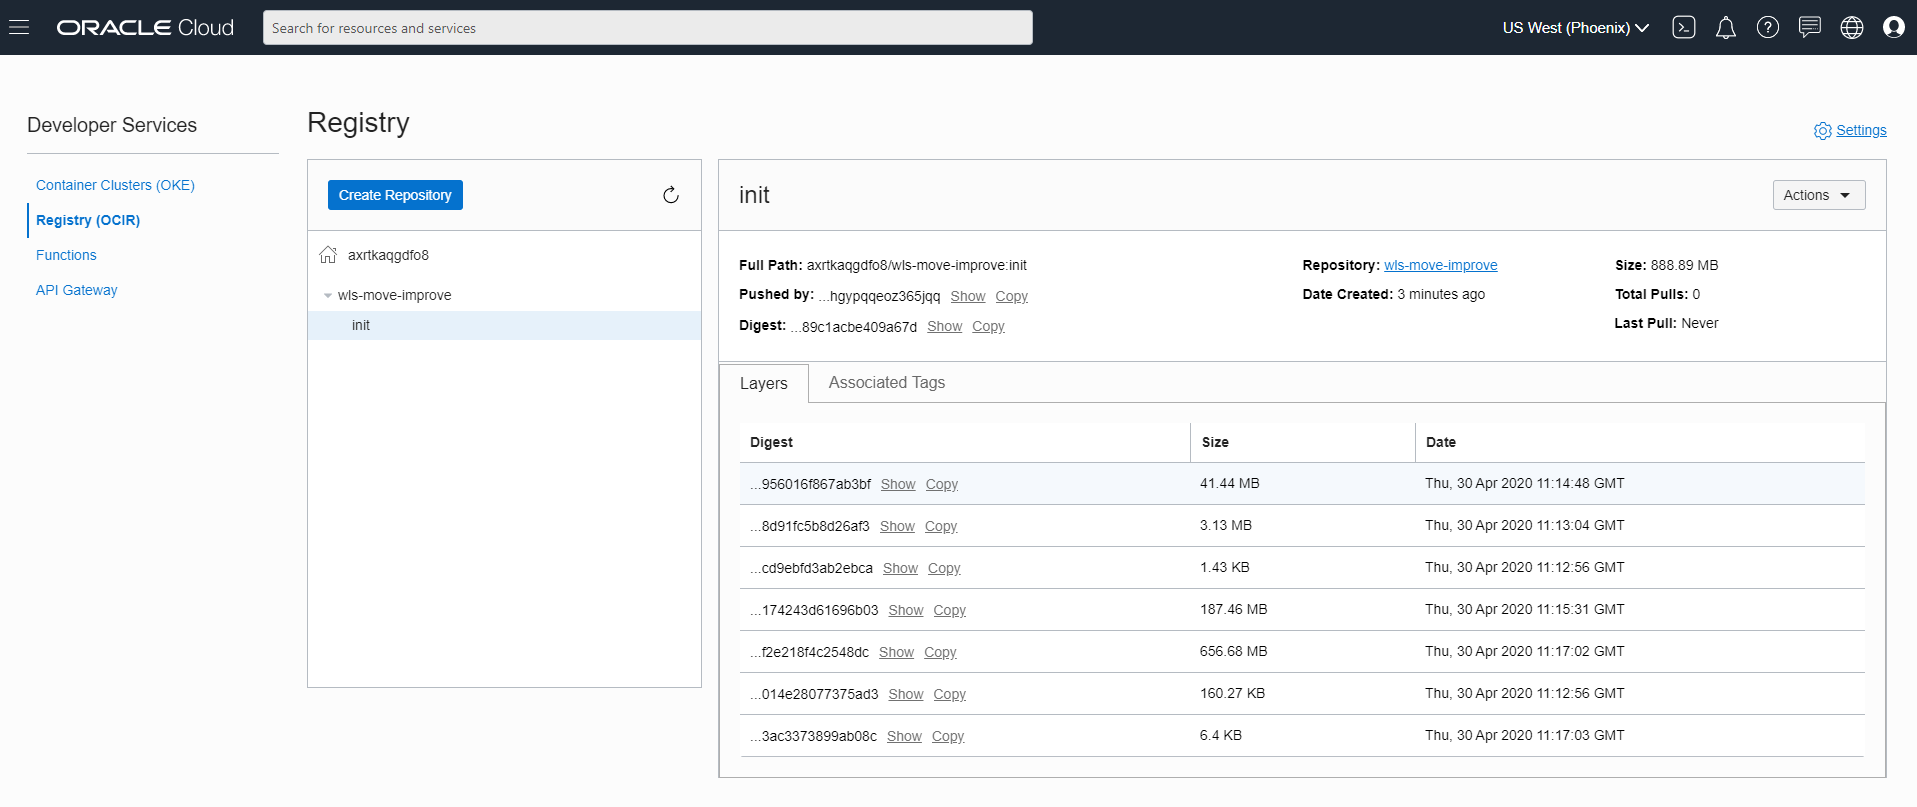 ORACLE Cloud
Search for resources and services
US West (Phoenix)
Developer Services
Container Clusters (OKE)
Registry (OCIR)
Functions
API Gateway
Registry
Settings
Create Repository
axrtkaqgdfo8
wls-move-improve
init
init
Actions
Full Path: axrtkaqgdfo8/wls-move-improve:init
Pushed by: ...hgypqqeoz365jqq Show Copy
Digest: ...89c1acbe409a67d Show Copy
Repository: wls-move-improve
Date Created: 3 minutes ago
Size: 888.89 MB
Total Pulls: 0
Last Pull: Never
Layers Associated Tags
Digest Size Date
...956016f867ab3bf Show Copy 41.44 MB Thu, 30 Apr 2020 11:14:48 GMT
...8d91fc5b8d26af3 Show Copy 3.13 MB Thu, 30 Apr 2020 11:13:04 GMT
...cd9ebfd3ab2ebca Show Copy 1.43 KB Thu, 30 Apr 2020 11:12:56 GMT
...174243d61696b03 Show Copy 187.46 MB Thu, 30 Apr 2020 11:15:31 GMT
...f2e218f4c2548dc Show Copy 656.68 MB Thu, 30 Apr 2020 11:17:02 GMT
...014e28077375ad3 Show Copy 160.27 KB Thu, 30 Apr 2020 11:12:56 GMT
...3ac3373899ab08c Show Copy 6.4 KB Thu, 30 Apr 2020 11:17:03 GMT